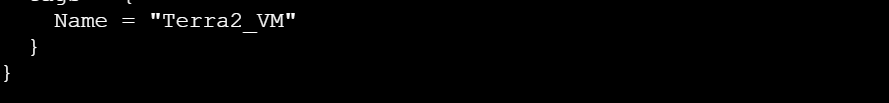 Name = "Terra2_VM"
}
}